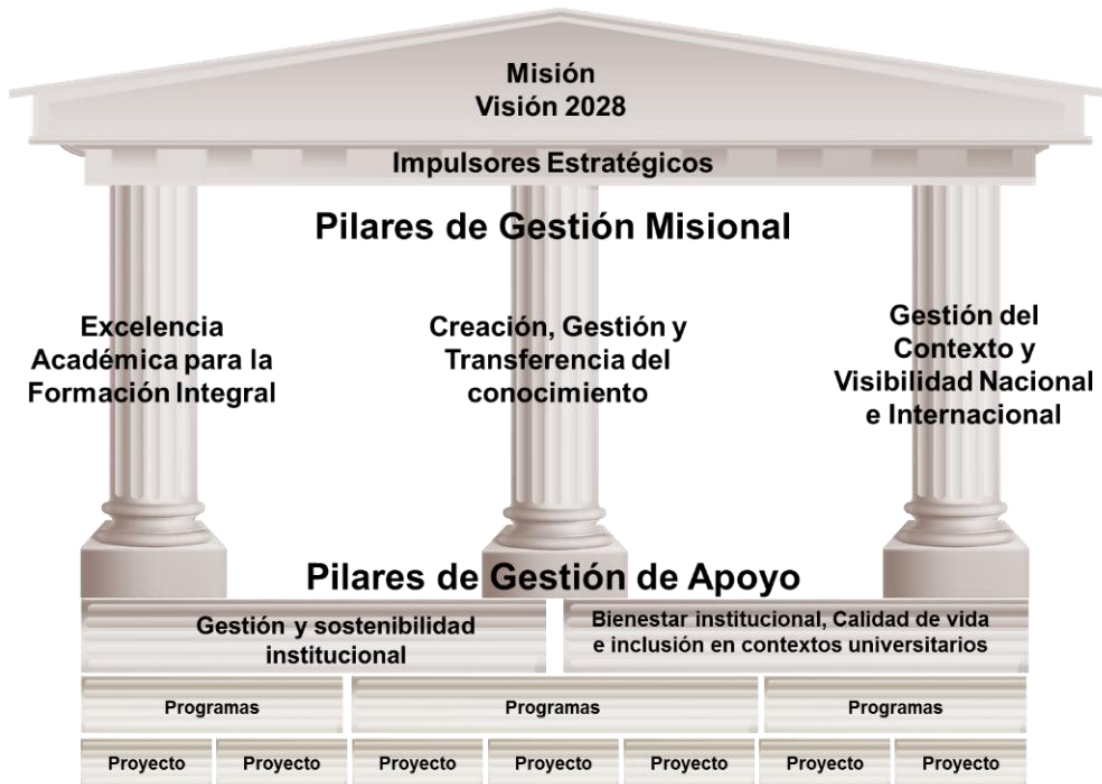 Misión
Visión 2028
Impulsores Estratégicos
Pilares de Gestión Misional
Excelencia
Académica para la
Formación Integral
Creación, Gestión y
Transferencia del
conocimiento
Gestión del
Contexto y
Visibilidad Nacional
e Internacional
Pilares de Gestión de Apoyo
Gestión y sostenibilidad
institucional
Bienestar institucional, Calidad de vida
e inclusión en contextos universitarios
Programas
Programas
Programas
Proyecto
Proyecto
Proyecto
Proyecto
Proyecto
Proyecto
Proyecto